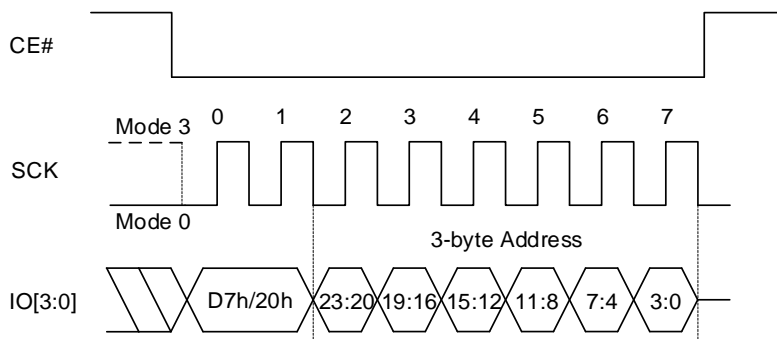 CE#
0 1 2 3 4 5 6 7
Mode 3
SCK
Mode 0
3-byte Address
IO[3:0] D7h/20h 23:20 19:16 15:12 11:8 7:4 3:0